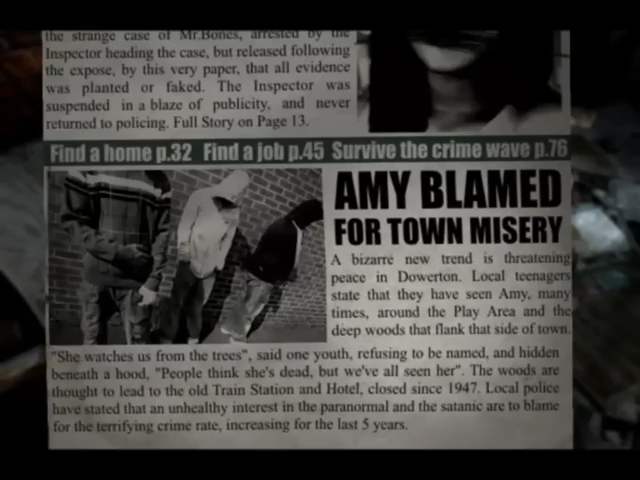 the strange case of Mr.Bones, arrested by the
Inspector heading the case, but released following
the expose, by this very paper, that all evidence
was planted or faked. The Inspector was
suspended in a blaze of publicity, and never
returned to policing. Full Story on Page 13.
Find a home p.32 Find a job p.45 Survive the crime wave p.76
AMY BLAMED
FOR TOWN MISERY
A bizarre new trend is threatening
peace in Dowerton. Local teenagers
state that they have seen Amy, many
times, around the Play Area and the
deep woods that flank that side of town.
"She watches us from the trees", said one youth, refusing to be named, and hidden
beneath a hood, "People think she's dead, but we've all seen her". The woods are
thought to lead to the old Train Station and Hotel, closed since 1947. Local police
have stated that an unhealthy interest in the paranormal and the satanic are to blame
for the terrifying crime rate, increasing for the last 5 years.